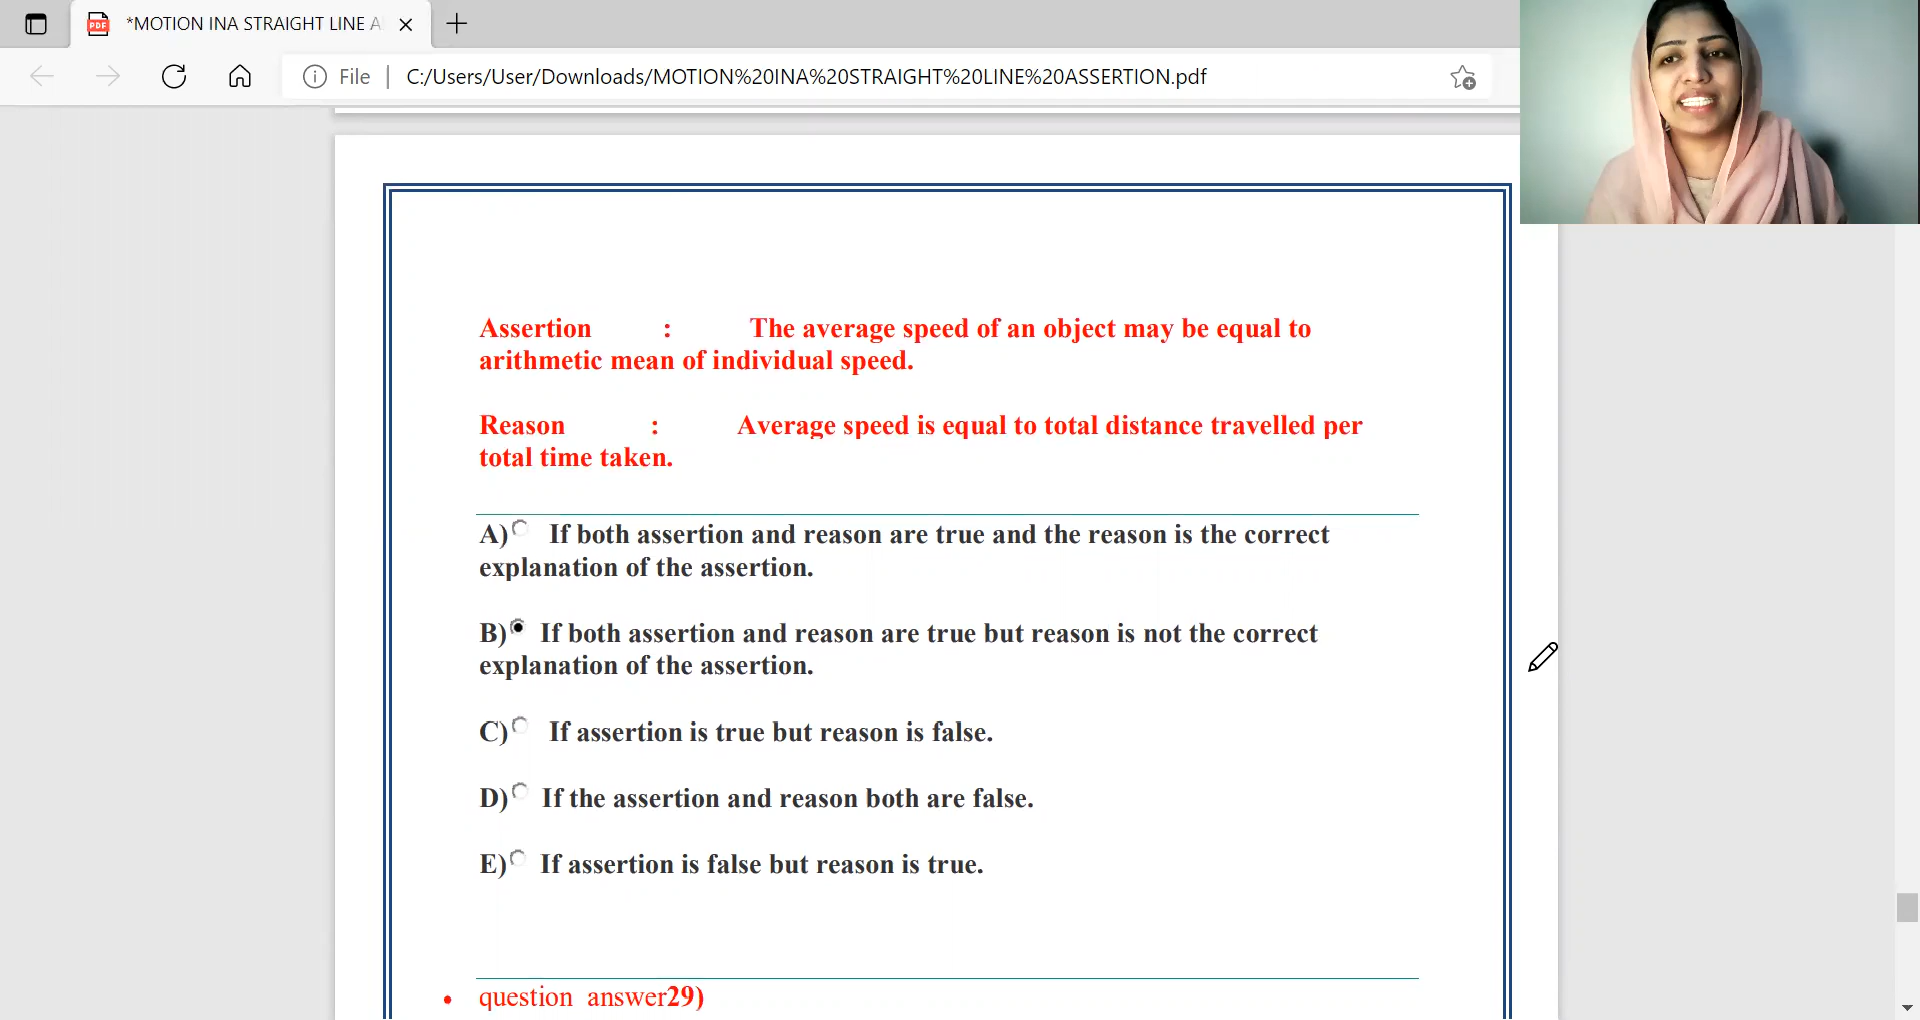 *MOTION INA STRAIGHT LINE A
File | C:/Users/User/Downloads/MOTION%20INA%20STRAIGHT%20LINE%20ASSERTION.pdf
Assertion : The average speed of an object may be equal to
arithmetic mean of individual speed.
Reason : Average speed is equal to total distance travelled per
total time taken.
A) If both assertion and reason are true and the reason is the correct
explanation of the assertion.
B) If both assertion and reason are true but reason is not the correct
explanation of the assertion.
C) If assertion is true but reason is false.
D) If the assertion and reason both are false.
E) If assertion is false but reason is true.
• question answer29)